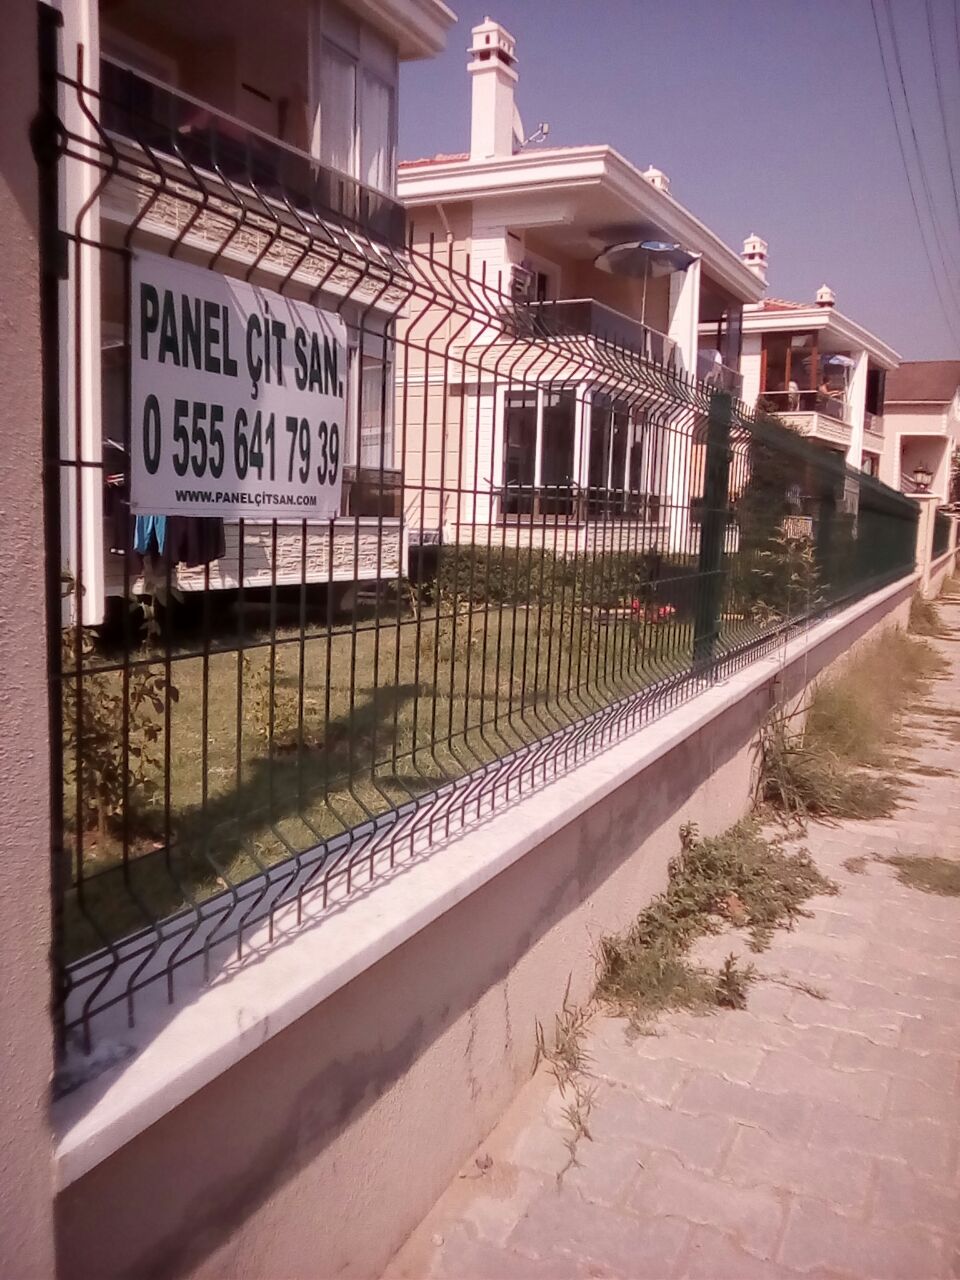 PANEL ÇİT SAN.
0 555 641 79 39
WWW.PANELÇİTSAN.COM